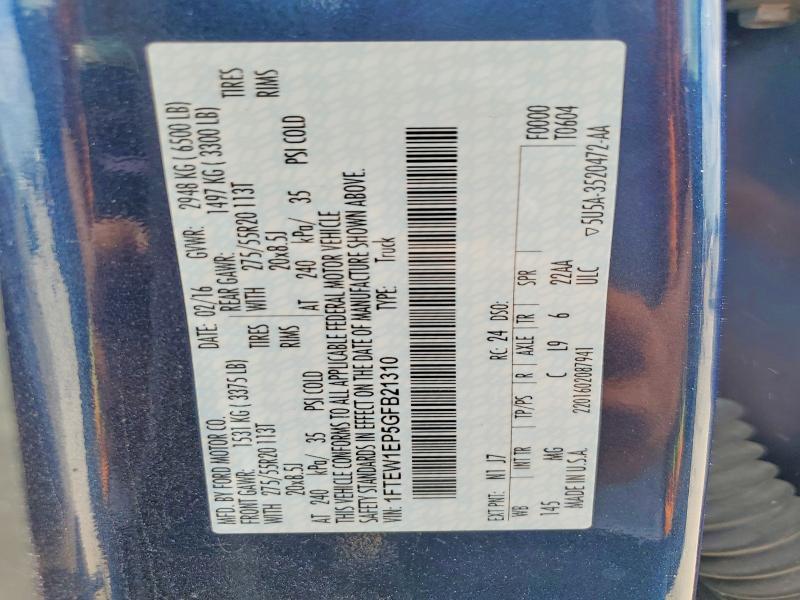 MFD. BY FORD MOTOR CO. DATE: 02/16 GVWR: 2948 KG ( 6500 LB)
FRONT GAWR: 1531 KG ( 3375 LB) REAR GAWR: 1497 KG ( 3300 LB)
WITH 275/55R20 113T TIRES WITH 275/55R20 113T TIRES
20x8.5J RIMS 20x8.5J RIMS
AT 240 kPa/ 35 PSI COLD AT 240 kPa/ 35 PSI COLD
THIS VEHICLE CONFORMS TO ALL APPLICABLE FEDERAL MOTOR VEHICLE
SAFETY STANDARDS IN EFFECT ON THE DATE OF MANUFACTURE SHOWN ABOVE.
VIN: 1FTEW1EP5GFB21310 TYPE: Truck
EXT PNT: N1 17 RC: 24 DSO: F0000
WB INT TR TP/PS R AXLE TR SPR T0604
145 MG C L9 6 22AA
MADE IN U.S.A. 220160208794] ULC
▽ 5U5A-3520472-AA